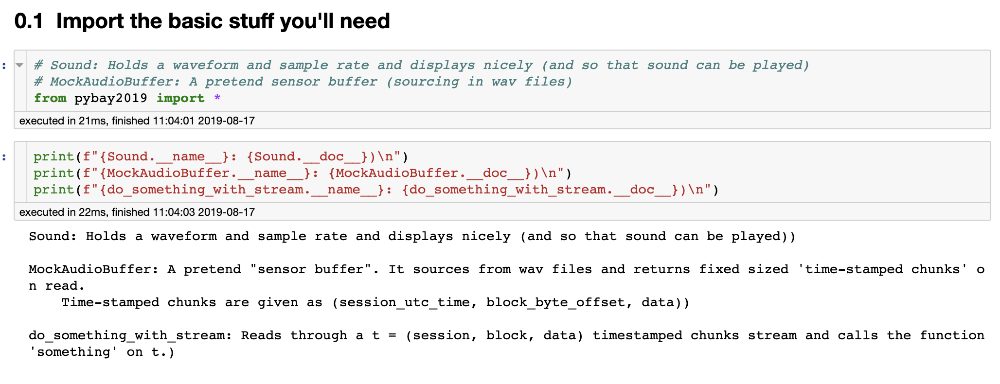 0.1 Import the basic stuff you'll need
:
# Sound: Holds a waveform and sample rate and displays nicely (and so that sound can be played)
# MockAudioBuffer: A pretend sensor buffer (sourcing in wav files)
from pybay2019 import *
executed in 21ms, finished 11:04:01 2019-08-17
:
print(f"{Sound.__name__}: {Sound.__doc__})\n")
print(f"{MockAudioBuffer.__name__}: {MockAudioBuffer.__doc__})\n")
print(f"{do_something_with_stream.__name__}: {do_something_with_stream.__doc__})\n")
executed in 22ms, finished 11:04:03 2019-08-17
Sound: Holds a waveform and sample rate and displays nicely (and so that sound can be played))
MockAudioBuffer: A pretend "sensor buffer". It sources from wav files and returns fixed sized 'time-stamped chunks' o
n read.
    Time-stamped chunks are given as (session_utc_time, block_byte_offset, data))
do_something_with_stream: Reads through a t = (session, block, data) timestamped chunks stream and calls the function
'something' on t.)